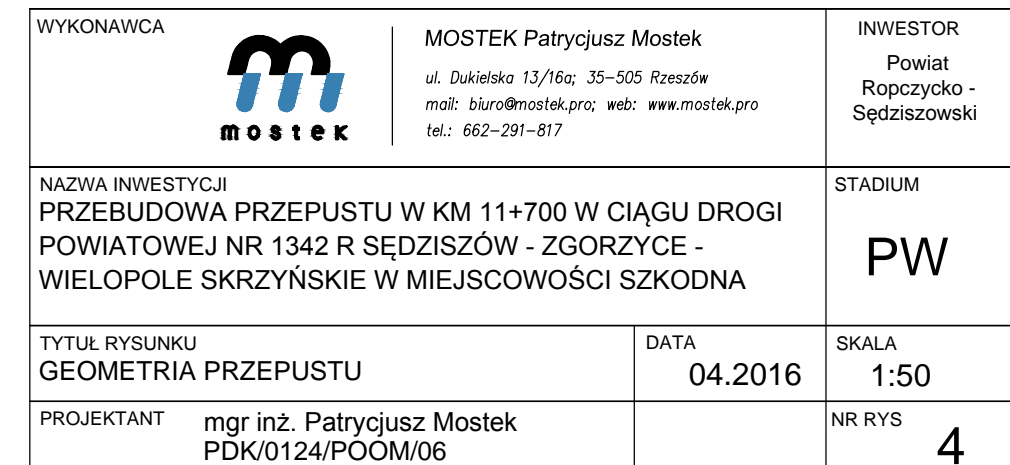 WYKONAWCA
mostek
MOSTEK Patrycjusz Mostek
ul. Dukielska 13/16a; 35-505 Rzeszów
mail: biuro@mostek.pro; web: www.mostek.pro
tel.: 662-291-817
INWESTOR
Powiat
Ropczycko -
Sędziszowski
NAZWA INWESTYCJI
PRZEBUDOWA PRZEPUSTU W KM 11+700 W CIĄGU DROGI
POWIATOWEJ NR 1342 R SĘDZISZÓW - ZGORZYCE -
WIELOPOLE SKRZYŃSKIE W MIEJSCOWOŚCI SZKODNA
STADIUM
PW
TYTUŁ RYSUNKU
GEOMETRIA PRZEPUSTU
DATA
04.2016
SKALA
1:50
PROJEKTANT
mgr inż. Patrycjusz Mostek
PDK/0124/POOM/06
NR RYS
4